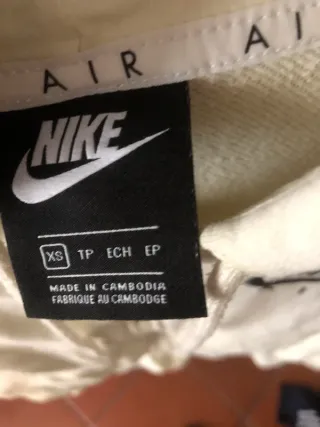 AIR AI
NIKE
XS TP ECH EP
MADE IN CAMBODIA
FABRIQUE AU CAMBODGE